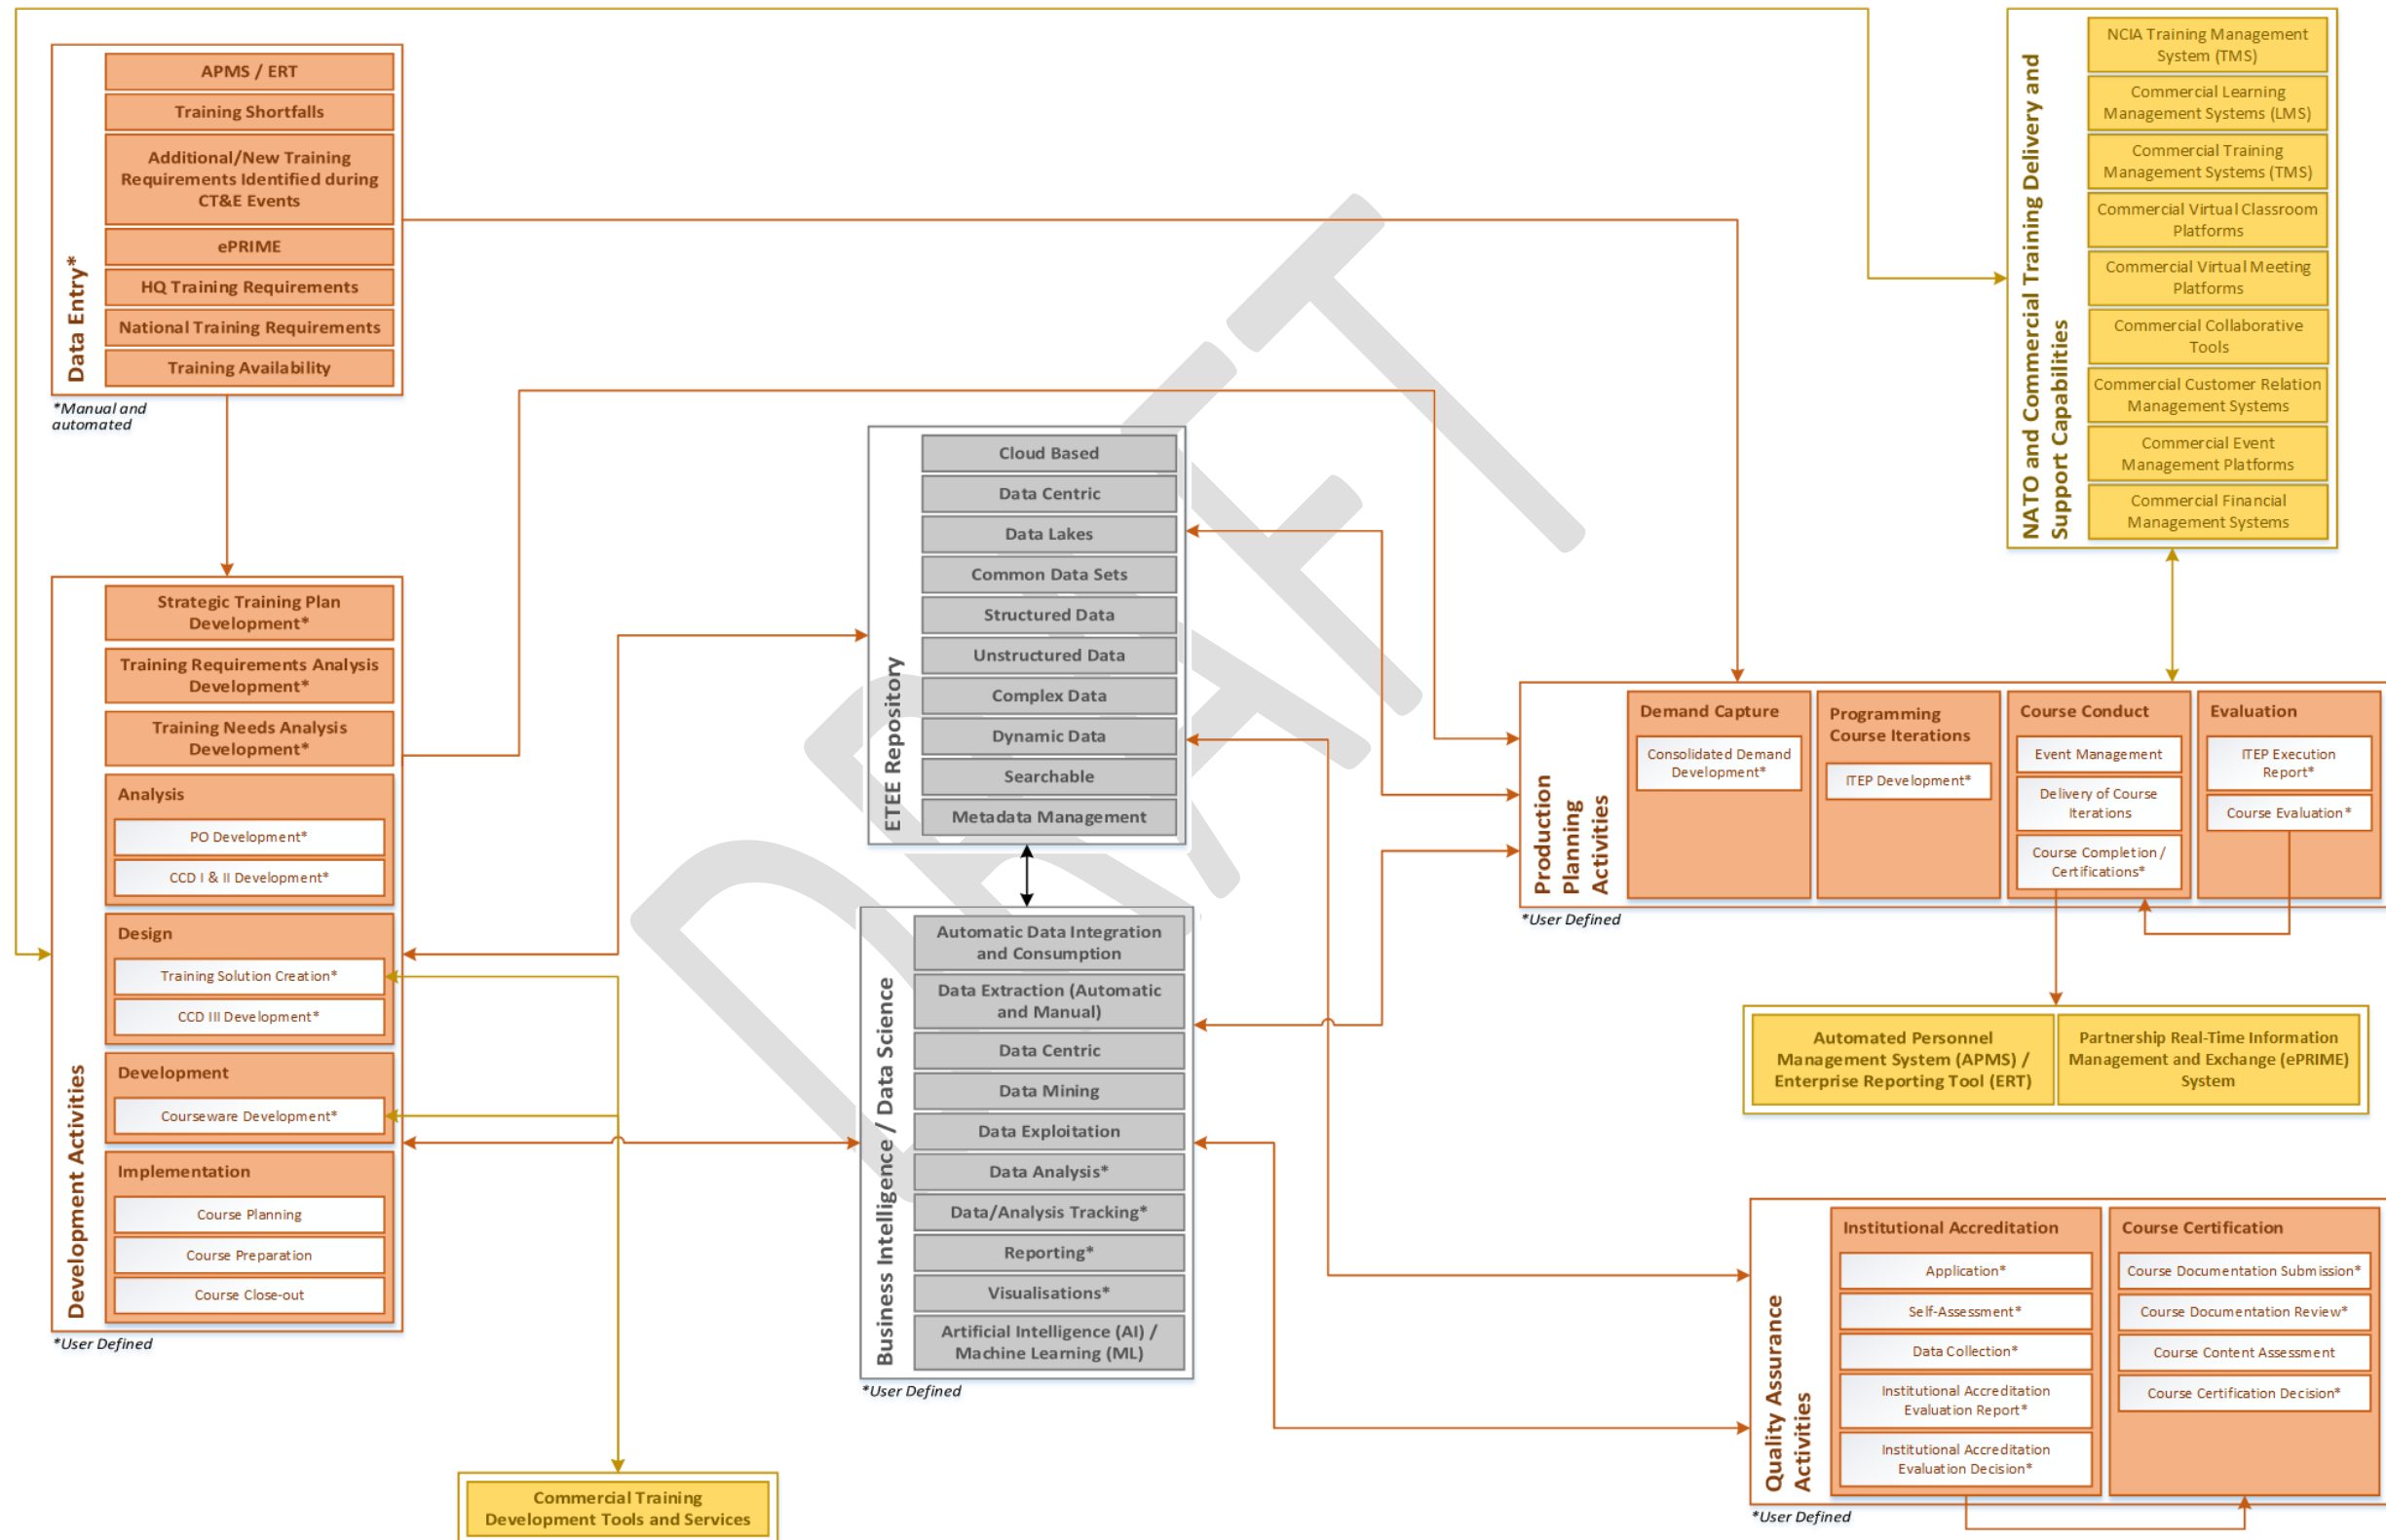 Data Entry*
APMS / ERT
Training Shortfalls
Additional/New Training
Requirements Identified during
CT&E Events
ePRIME
HQ Training Requirements
National Training Requirements
Training Availability
*Manual and
automated
Development Activities
Strategic Training Plan
Development*
Training Requirements Analysis
Development*
Training Needs Analysis
Development*
Analysis
PO Development*
CCD I & II Development*
Design
Training Solution Creation*
CCD III Development*
Development
Courseware Development*
Implementation
Course Planning
Course Preparation
Course Close-out
*User Defined
DRAFT
ETEE Repository
Cloud Based
Data Centric
Data Lakes
Common Data Sets
Structured Data
Unstructured Data
Complex Data
Dynamic Data
Searchable
Metadata Management
Business Intelligence / Data Science
Automatic Data Integration
and Consumption
Data Extraction (Automatic
and Manual)
Data Centric
Data Mining
Data Exploitation
Data Analysis*
Data/Analysis Tracking*
Reporting*
Visualisations*
Artificial Intelligence (AI) /
Machine Learning (ML)
*User Defined
Commercial Training
Development Tools and Services
NATO and Commercial Training Delivery and
Support Capabilities
NCIA Training Management
System (TMS)
Commercial Learning
Management Systems (LMS)
Commercial Training
Management Systems (TMS)
Commercial Virtual Classroom
Platforms
Commercial Virtual Meeting
Platforms
Commercial Collaborative
Tools
Commercial Customer Relation
Management Systems
Commercial Event
Management Platforms
Commercial Financial
Management Systems
Production
Planning
Activities
Demand Capture
Consolidated Demand
Development*
Programming
Course Iterations
ITEP Development*
Course Conduct
Event Management
Delivery of Course
Iterations
Course Completion /
Certifications*
Evaluation
ITEP Execution
Report*
Course Evaluation*
*User Defined
Automated Personnel
Management System (APMS) /
Enterprise Reporting Tool (ERT)
Partnership Real-Time Information
Management and Exchange (ePRIME)
System
Quality Assurance
Activities
Institutional Accreditation
Application*
Self-Assessment*
Data Collection*
Institutional Accreditation
Evaluation Report*
Institutional Accreditation
Evaluation Decision*
Course Certification
Course Documentation Submission*
Course Documentation Review*
Course Content Assessment
Course Certification Decision*
*User Defined